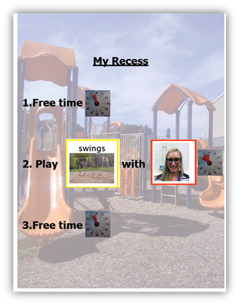 My Recess
1.Free time
swings
2. Play with
3.Free time